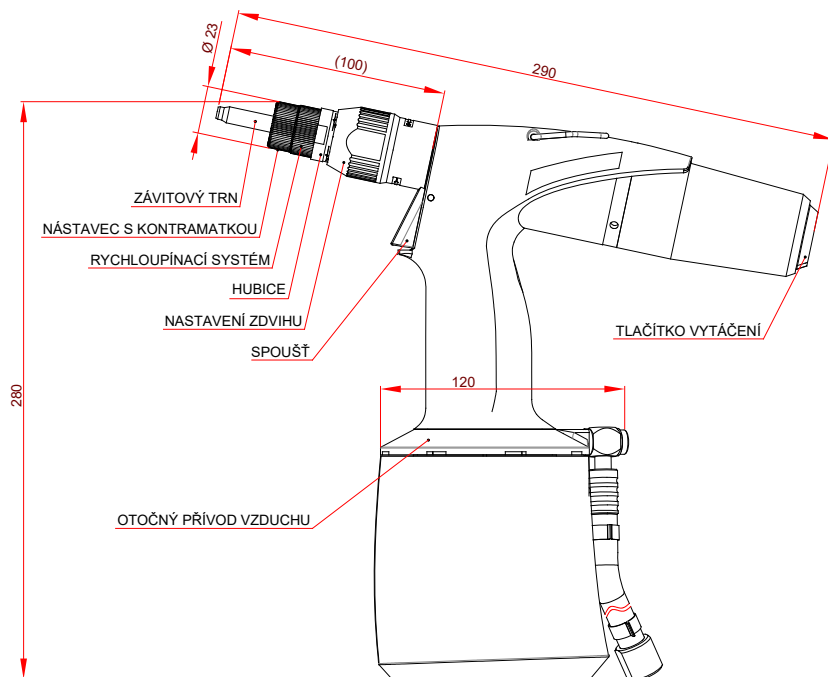 Ø 23
(100)
290
ZÁVITOVÝ TRN
NÁSTAVEC S KONTRAMATKOU
RYCHLOUPÍNACÍ SYSTÉM
HUBICE
NASTAVENÍ ZDVIHU
SPOUŠŤ
TLAČÍTKO VYTÁČENÍ
280
120
OTOČNÝ PŘÍVOD VZDUCHU